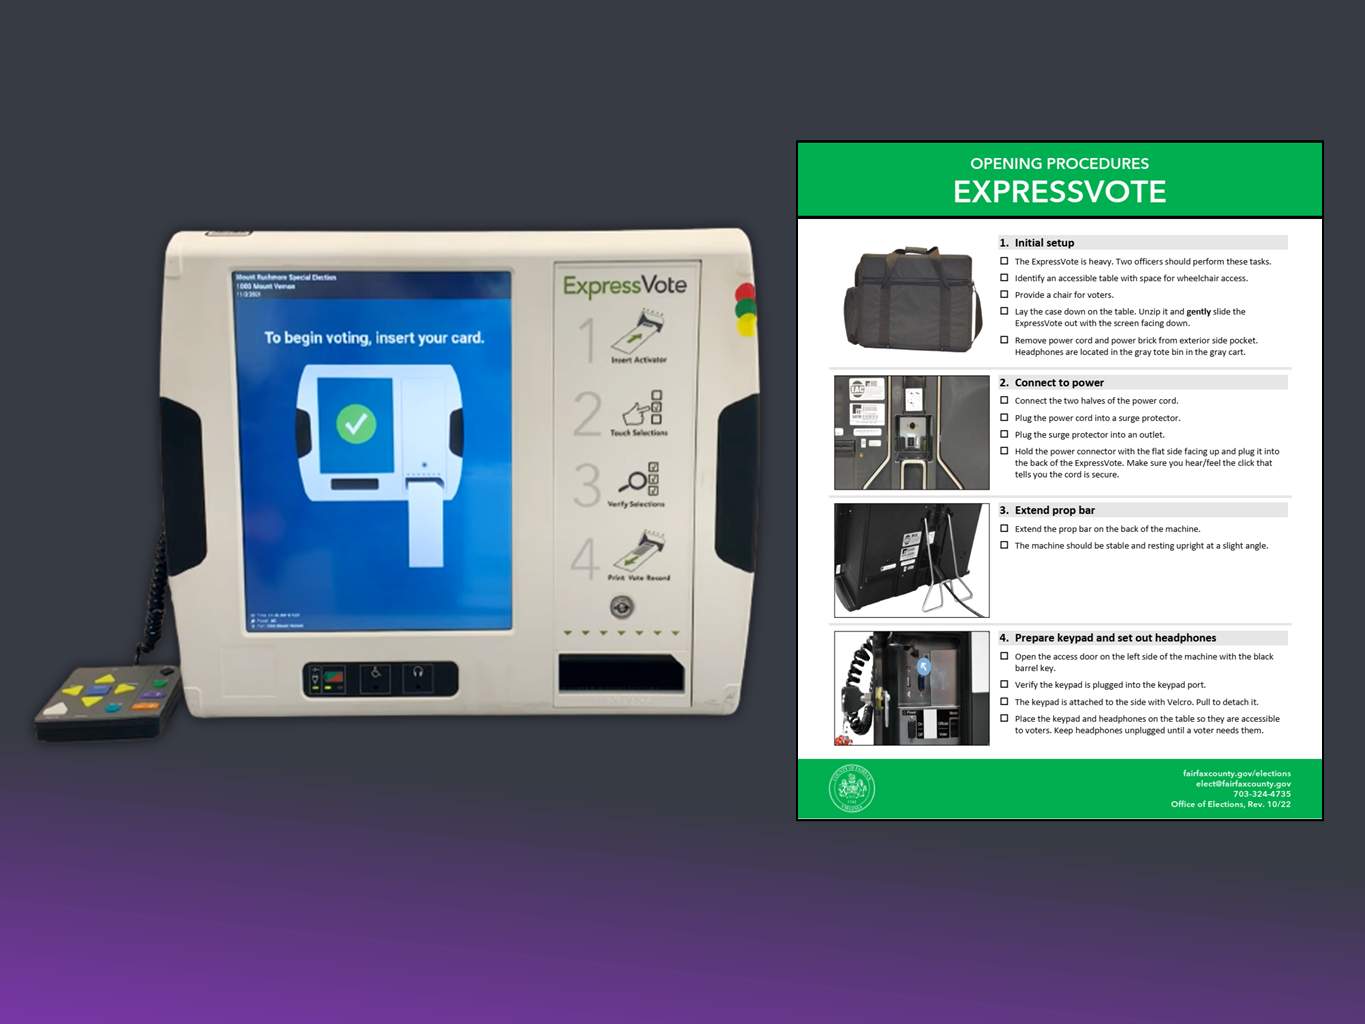 Mount Rushmore Special Election
1000 Mount Vernon
11/2/2021
To begin voting, insert your card.
ExpressVote
1
Insert Activator
2
Touch Selections
3
Verify Selections
4
Print Vote Record
OPENING PROCEDURES
EXPRESSVOTE
1. Initial setup
The ExpressVote is heavy. Two officers should perform these tasks.
Identify an accessible table with space for wheelchair access.
Provide a chair for voters.
Lay the case down on the table. Unzip it and gently slide the
ExpressVote out with the screen facing down.
Remove power cord and power brick from exterior side pocket.
Headphones are located in the gray tote bin in the gray cart.
2. Connect to power
Connect the two halves of the power cord.
Plug the power cord into a surge protector.
Plug the surge protector into an outlet.
Hold the power connector with the flat side facing up and plug it into
the back of the ExpressVote. Make sure you hear/feel the click that
tells you the cord is secure.
3. Extend prop bar
Extend the prop bar on the back of the machine.
The machine should be stable and resting upright at a slight angle.
4. Prepare keypad and set out headphones
Open the access door on the left side of the machine with the black
barrel key.
Verify the keypad is plugged into the keypad port.
The keypad is attached to the side with Velcro. Pull to detach it.
Place the keypad and headphones on the table so they are accessible
to voters. Keep headphones unplugged until a voter needs them.
fairfaxcounty.gov/elections
elect@fairfaxcounty.gov
703-324-4735
Office of Elections, Rev. 10/22